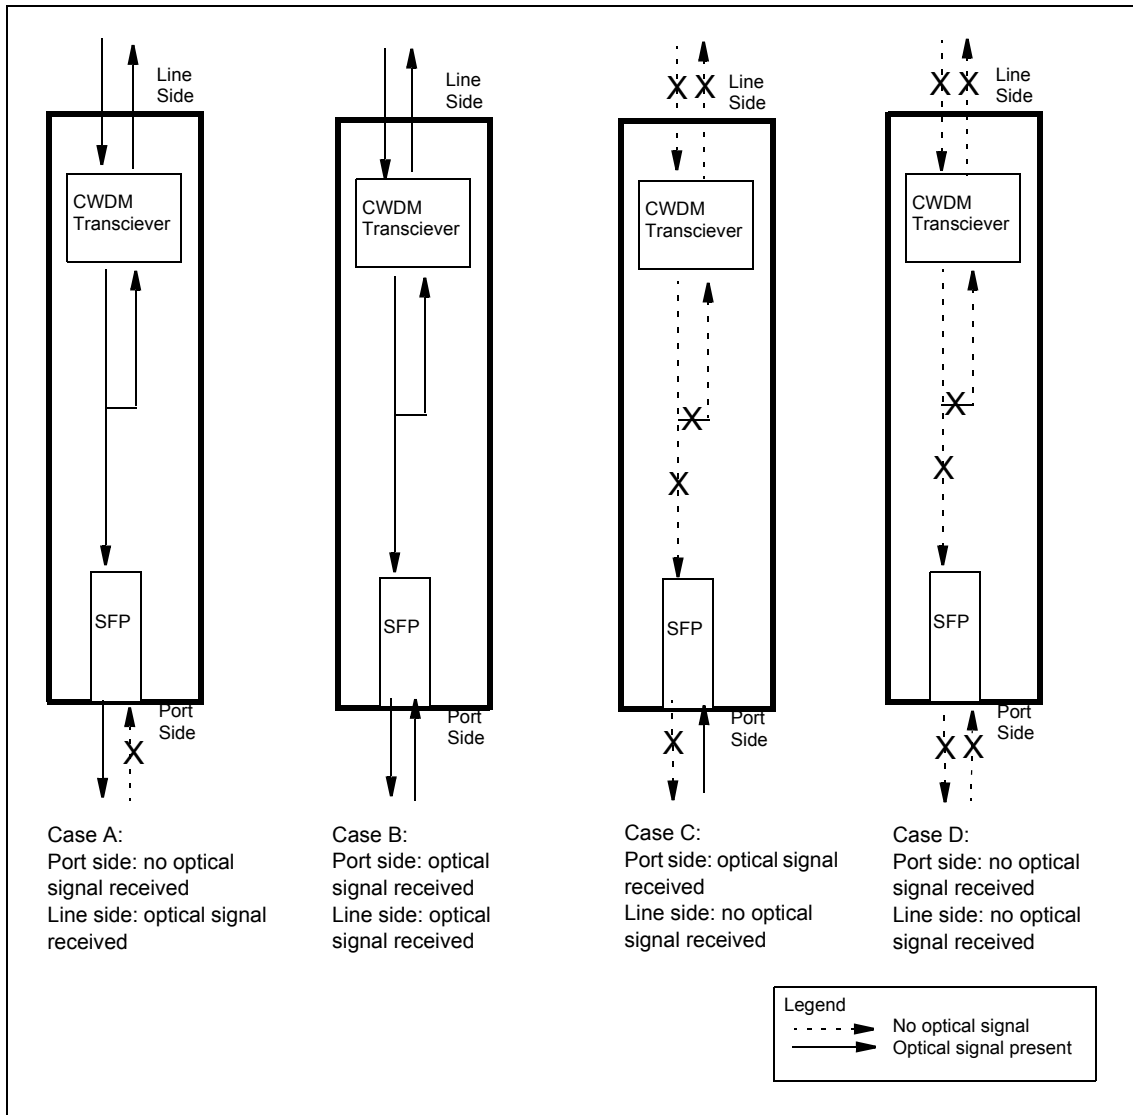 Line
Side
CWDM
Transciever
SFP
Port
Side
X
Case A:
Port side: no optical
signal received
Line side: optical signal
received
Line
Side
CWDM
Transciever
SFP
Port
Side
Case B:
Port side: optical
signal received
Line side: optical
signal received
X X
Line
Side
CWDM
Transciever
X
X
SFP
Port
Side
X
Case C:
Port side: optical signal
received
Line side: no optical
signal received
X X
Line
Side
CWDM
Transciever
X
X
SFP
Port
Side
X X
Case D:
Port side: no optical
signal received
Line side: no optical
signal received
Legend
No optical signal
Optical signal present